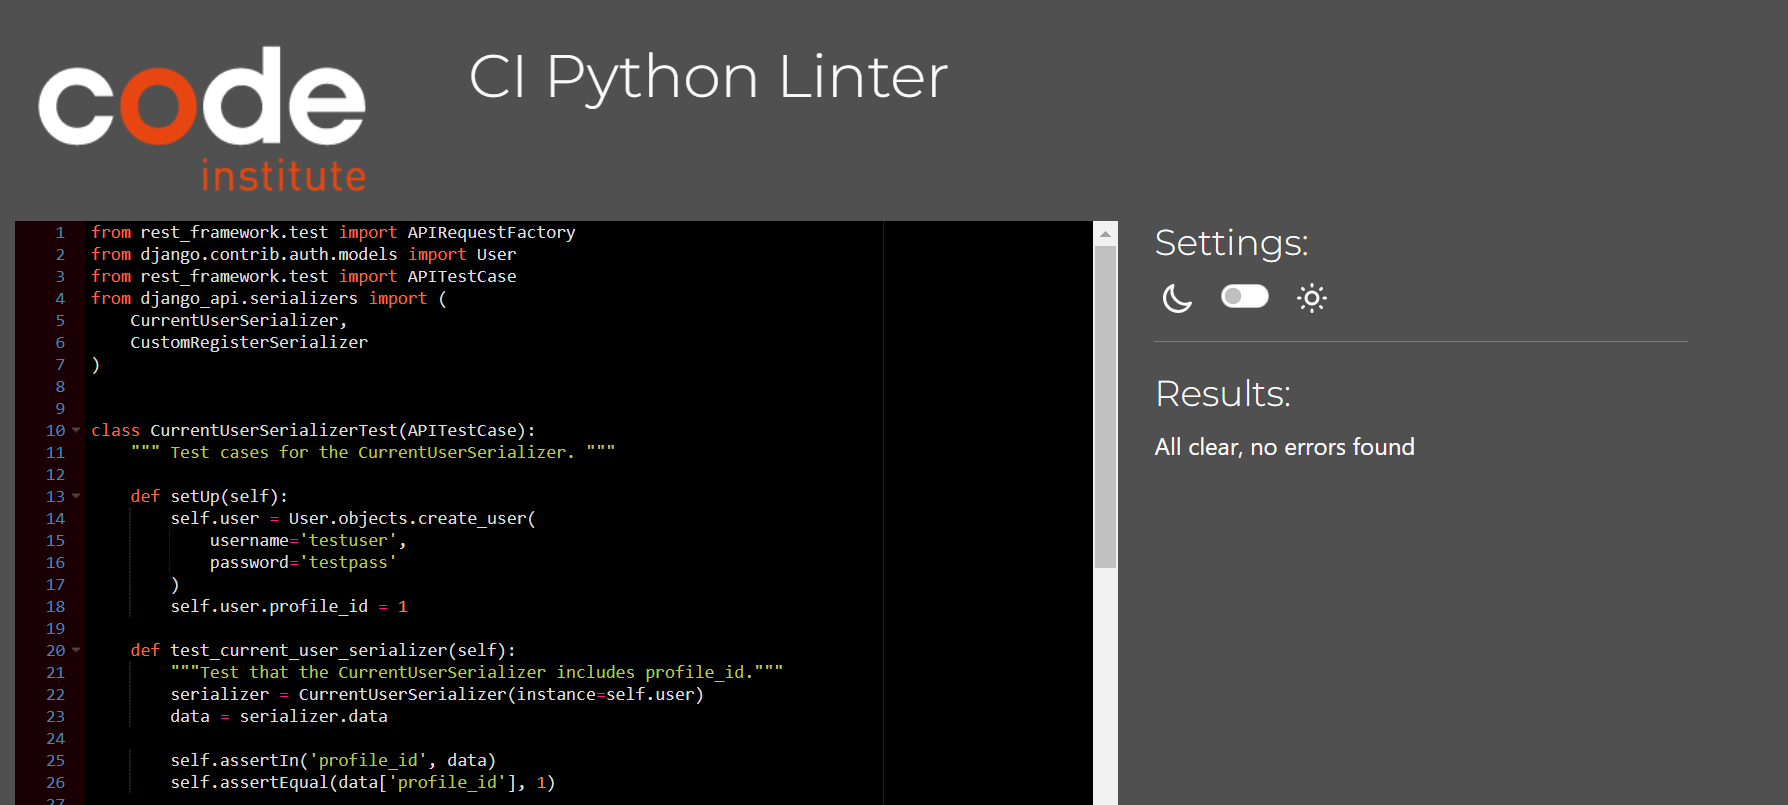 code
institute
CI Python Linter
1 from rest_framework.test import APIRequestFactory
2 from django.contrib.auth.models import User
3 from rest_framework.test import APITestCase
4 from django_api.serializers import (
5     CurrentUserSerializer,
6     CustomRegisterSerializer
7 )
8
9
10 class CurrentUserSerializerTest(APITestCase):
11     """ Test cases for the CurrentUserSerializer. """
12
13     def setUp(self):
14         self.user = User.objects.create_user(
15             username='testuser',
16             password='testpass'
17         )
18         self.user.profile_id = 1
19
20     def test_current_user_serializer(self):
21         """Test that the CurrentUserSerializer includes profile_id."""
22         serializer = CurrentUserSerializer(instance=self.user)
23         data = serializer.data
24
25         self.assertIn('profile_id', data)
26         self.assertEqual(data['profile_id'], 1)
27
Settings:
Results:
All clear, no errors found